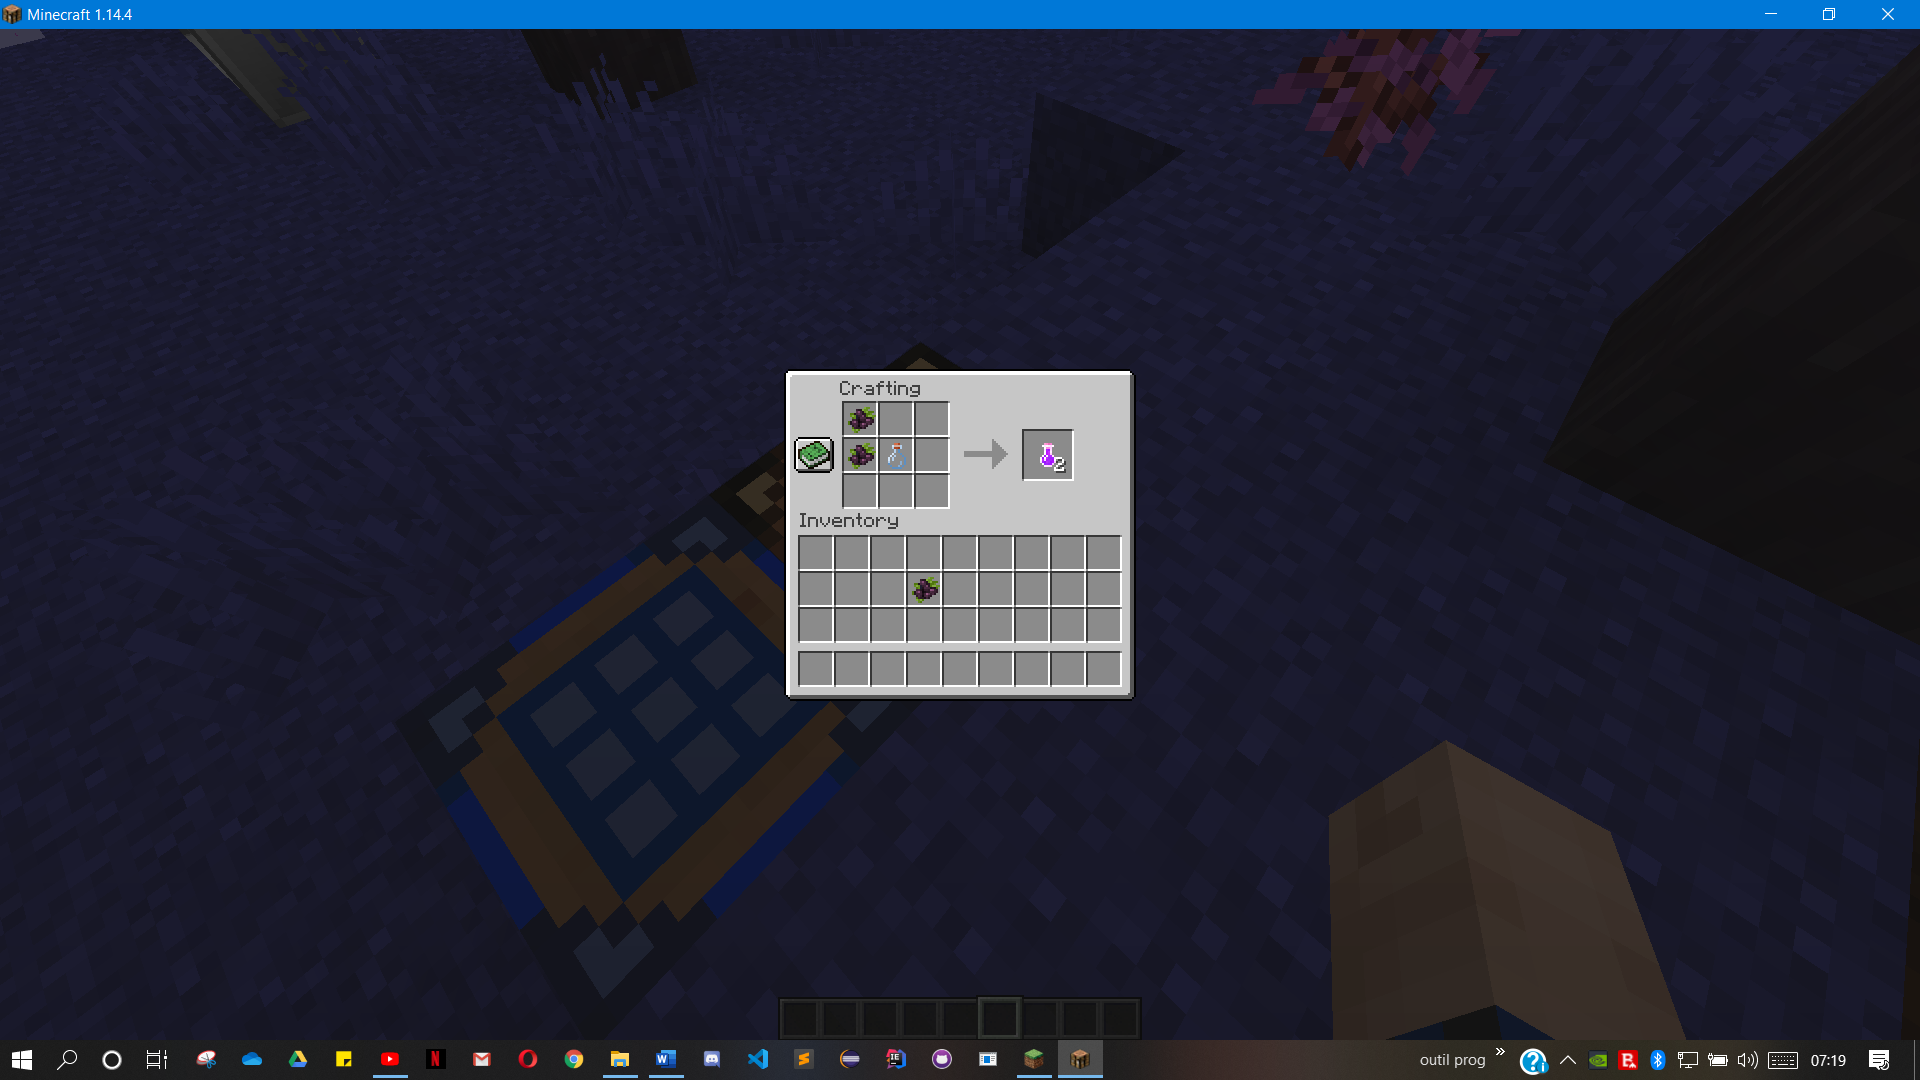 Minecraft 1.14.4
Crafting
2
Inventory
outil prog
07:19